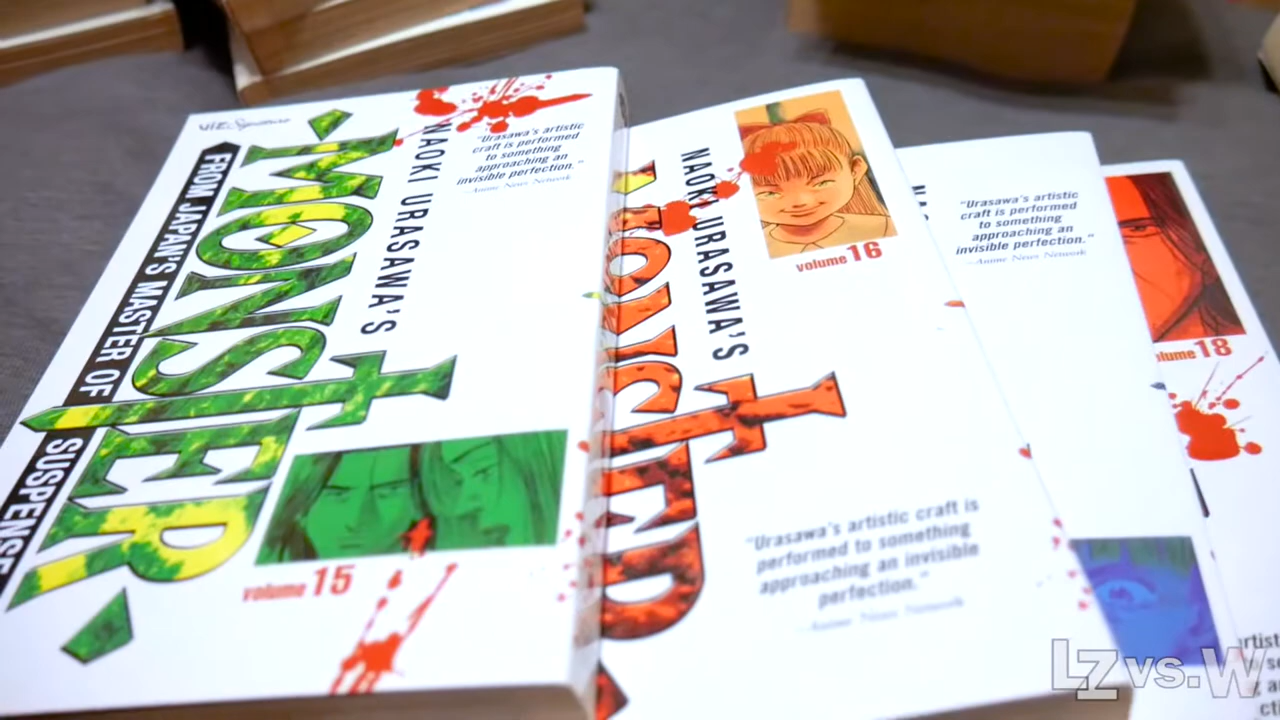 VIZ Signature
FROM JAPAN'S MASTER OF SUSPENSE
MONSTER
NAOKI URASAWA'S
"Urasawa's artistic
craft is performed
to something
approaching an
invisible perfection."
—Anime News Network
volume 15
MONSTER
NAOKI URASAWA'S
volume 16
"Urasawa's artistic craft is
performed to something
approaching an invisible
perfection."
—Anime News Network
"Urasawa's artistic
craft is performed
to something
approaching an
invisible perfection."
—Anime News Network
volume 18
LZ vs. W